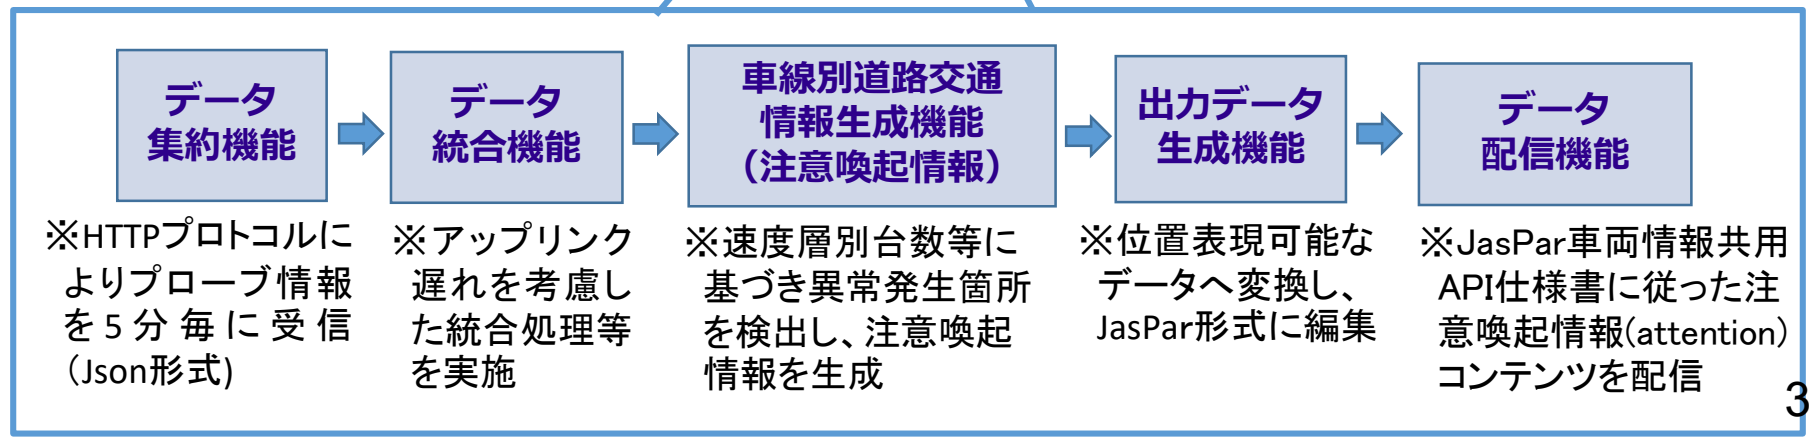 データ
集約機能
データ
統合機能
車線別道路交通
情報生成機能
(注意喚起情報)
出力データ
生成機能
データ
配信機能
※HTTPプロトコルに
よりプローブ情報
を5分毎に受信
(Json形式)
※アップリンク
遅れを考慮し
た統合処理等
を実施
※速度層別台数等に
基づき異常発生箇所
を検出し、注意喚起
情報を生成
※位置表現可能な
データへ変換し、
JasPar形式に編集
※JasPar車両情報共用
API仕様書に従った注
意喚起情報(attention)
コンテンツを配信
3